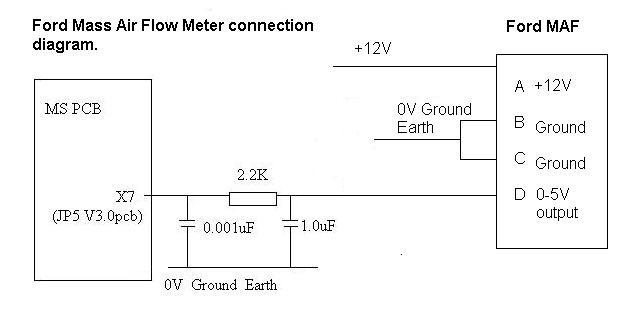 Ford Mass Air Flow Meter connection
diagram.
Ford MAF
+12V
MS PCB
A +12V
0V Ground
Earth
B Ground
C Ground
2.2K
X7
(JP5 V3.0pcb)
D 0-5V
output
0.001uF
1.0uF
0V Ground Earth